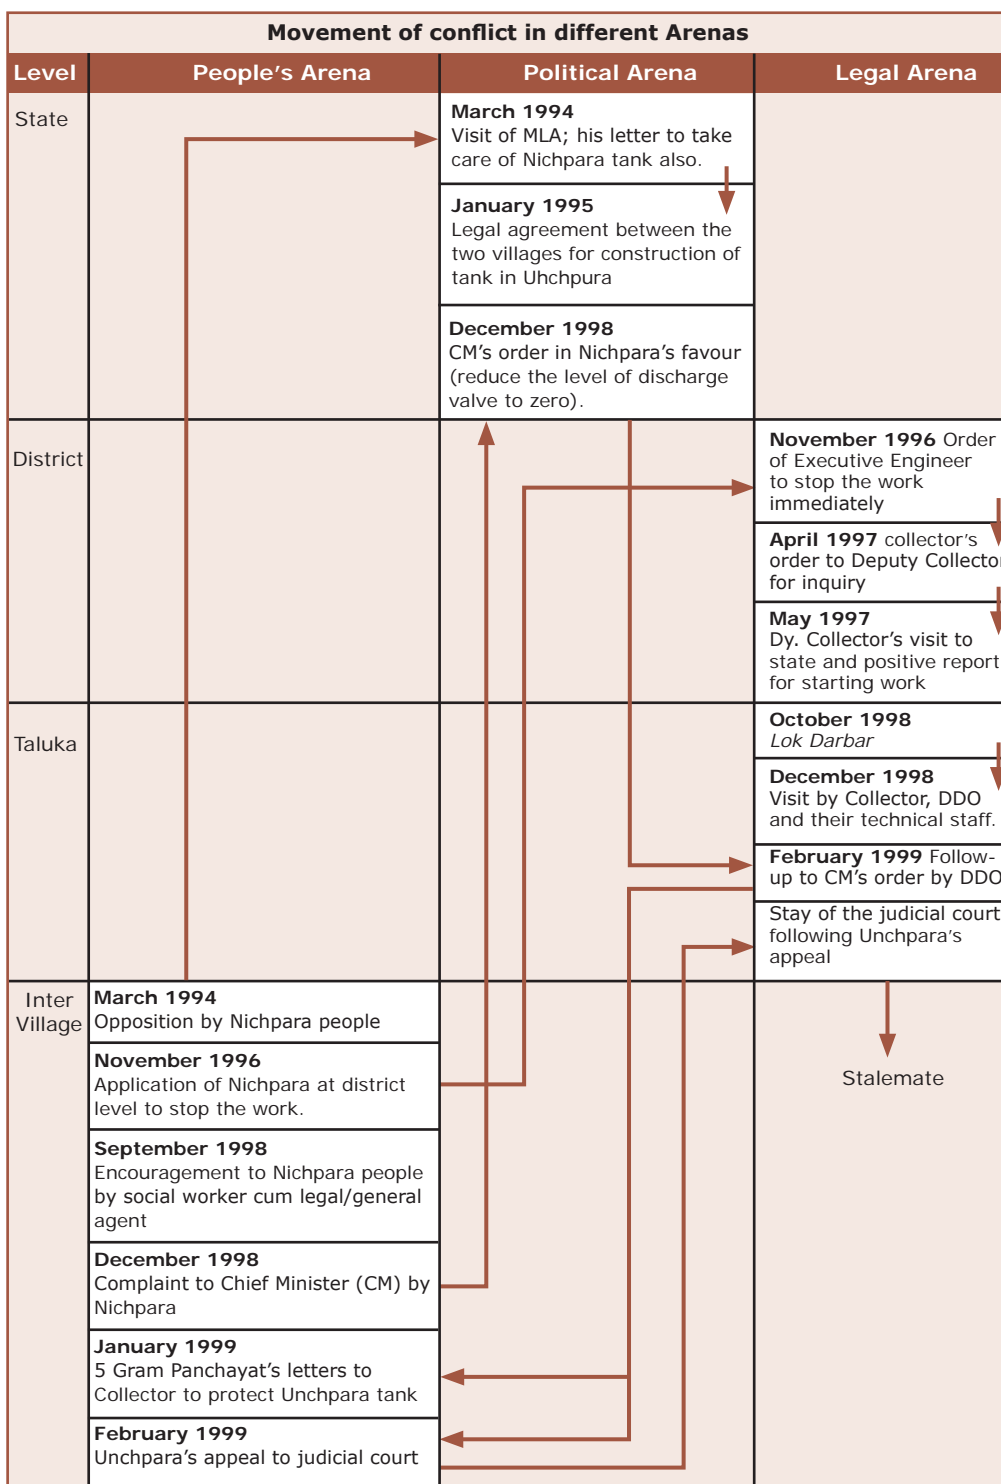 Movement of conflict in different Arenas
Level People's Arena Political Arena Legal Arena
State
March 1994
Visit of MLA; his letter to take
care of Nichpara tank also.
January 1995
Legal agreement between the
two villages for construction of
tank in Uhchpura
December 1998
CM's order in Nichpara's favour
(reduce the level of discharge
valve to zero).
District
November 1996 Order
of Executive Engineer
to stop the work
immediately
April 1997 collector's
order to Deputy Collector
for inquiry
May 1997
Dy. Collector's visit to
state and positive report
for starting work
Taluka
October 1998
Lok Darbar
December 1998
Visit by Collector, DDO
and their technical staff.
February 1999 Follow-
up to CM's order by DDO
Stay of the judicial court
following Unchpara's
appeal
Inter
Village
March 1994
Opposition by Nichpara people
November 1996
Application of Nichpara at district
level to stop the work.
September 1998
Encouragement to Nichpara people
by social worker cum legal/general
agent
December 1998
Complaint to Chief Minister (CM) by
Nichpara
January 1999
5 Gram Panchayat's letters to
Collector to protect Unchpara tank
February 1999
Unchpara's appeal to judicial court
Stalemate